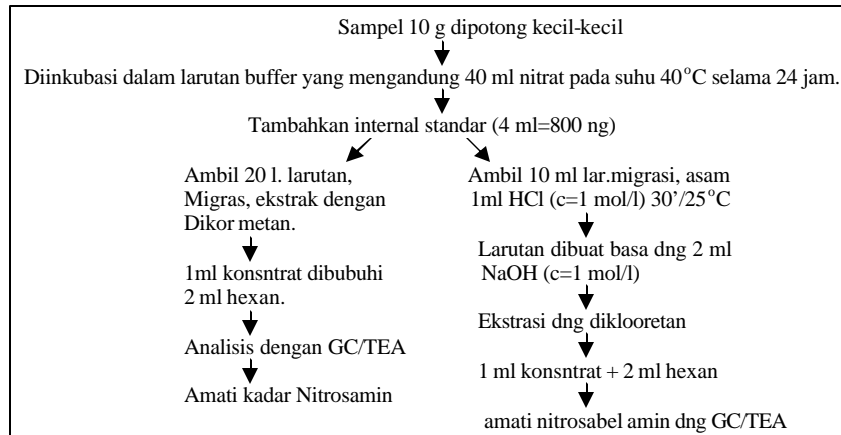 Sampel 10 g dipotong kecil-kecil
Diinkubasi dalam larutan buffer yang mengandung 40 ml nitrat pada suhu 40°C selama 24 jam.
Tambahkan internal standar (4 ml=800 ng)
Ambil 20 l. larutan,
Migras, ekstrak dengan
Dikor metan.
1ml konsntrat dibubuhi
2 ml hexan.
Analisis dengan GC/TEA
Amati kadar Nitrosamin
Ambil 10 ml lar.migrasi, asam
1ml HCl (c=1 mol/l) 30'/25°C
Larutan dibuat basa dng 2 ml
NaOH (c=1 mol/l)
Ekstrasi dng diklooretan
1 ml konsntrat + 2 ml hexan
amati nitrosabel amin dng GC/TEA